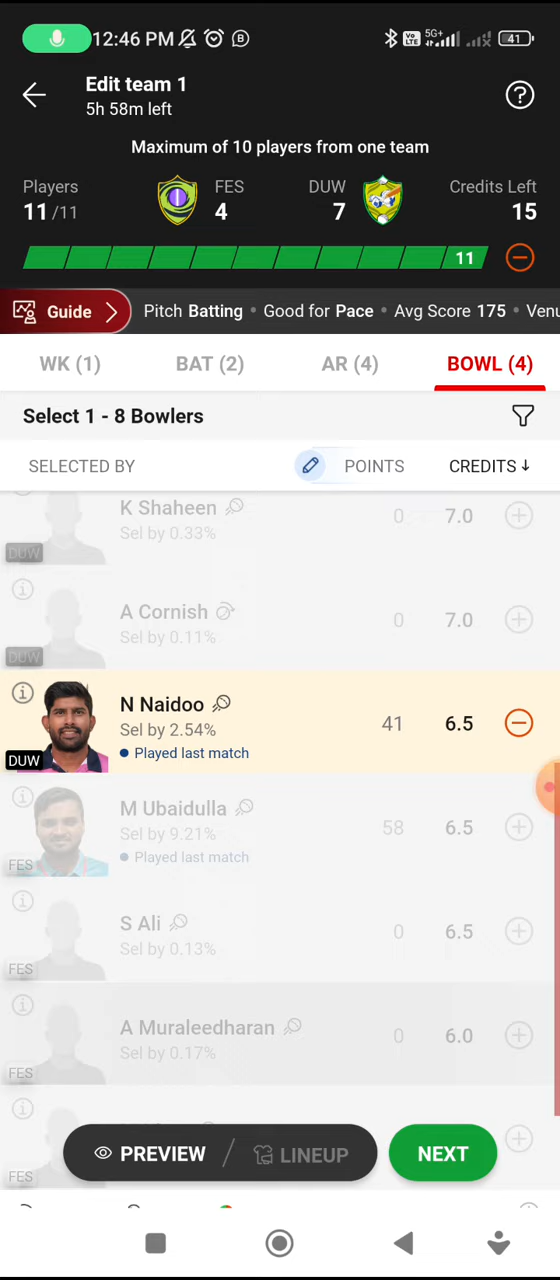 12:46 PM
5G+
Vo LTE
41
Edit team 1
5h 58m left
Maximum of 10 players from one team
Players
11/11
FES
4
DUW
7
Credits Left
15
11
Guide
Pitch Batting • Good for Pace • Avg Score 175 • Venu
WK (1)
BAT (2)
AR (4)
BOWL (4)
Select 1 - 8 Bowlers
SELECTED BY
POINTS
CREDITS↓
K Shaheen
Sel by 0.33%
0
7.0
DUW
A Cornish
Sel by 0.11%
0
7.0
DUW
N Naidoo
Sel by 2.54%
• Played last match
41
6.5
DUW
M Ubaidulla
Sel by 9.21%
• Played last match
58
6.5
FES
S Ali
Sel by 0.13%
0
6.5
FES
A Muraleedharan
Sel by 0.17%
0
6.0
FES
FES
PREVIEW / LINEUP
NEXT